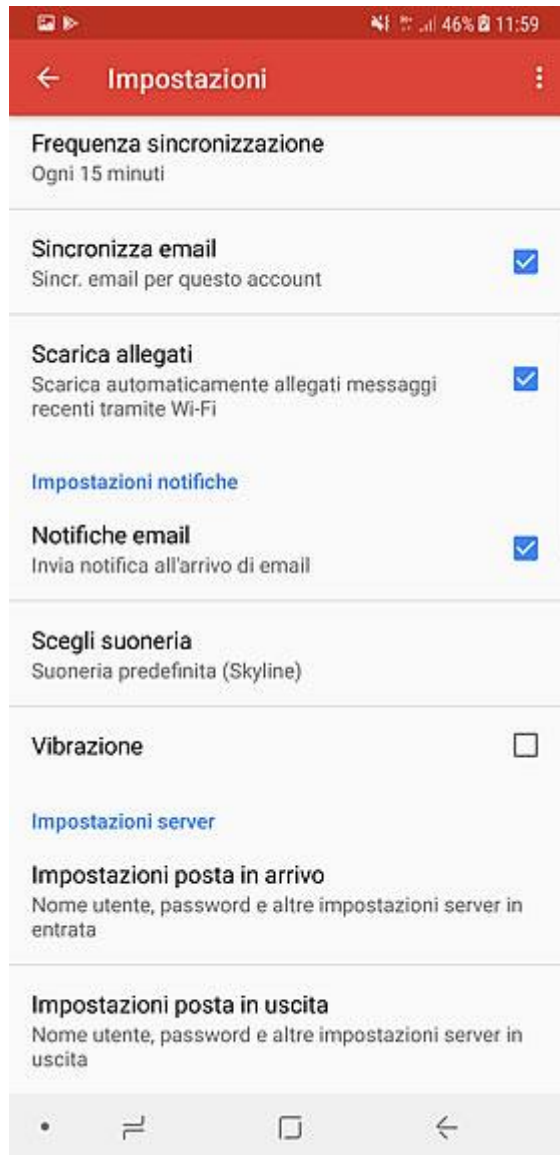 46% 11:59
Impostazioni
Frequenza sincronizzazione
Ogni 15 minuti
Sincronizza email
Sincr. email per questo account
Scarica allegati
Scarica automaticamente allegati messaggi
recenti tramite Wi-Fi
Impostazioni notifiche
Notifiche email
Invia notifica all'arrivo di email
Scegli suoneria
Suoneria predefinita (Skyline)
Vibrazione
Impostazioni server
Impostazioni posta in arrivo
Nome utente, password e altre impostazioni server in
entrata
Impostazioni posta in uscita
Nome utente, password e altre impostazioni server in
uscita